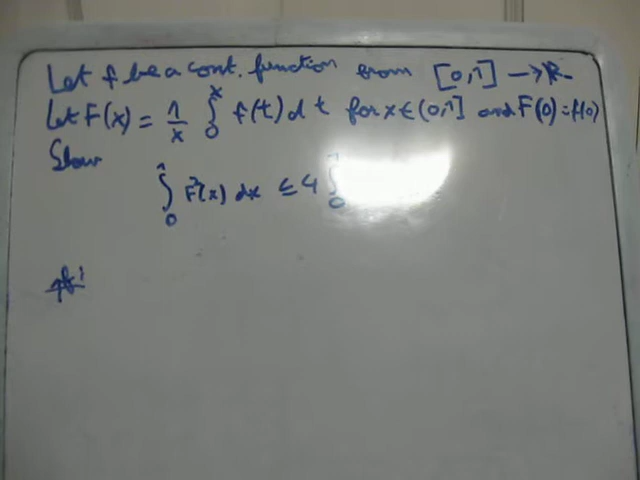 Let f be a cont. function from [0,1] → ℝ.
Let F(x) = 1/x ∫₀ˣ f(t) dt for x ∈ (0,1] and F(0) = f(0)
Show
∫₀¹ F²(x) dx ≤ 4 ∫₀¹
pf: